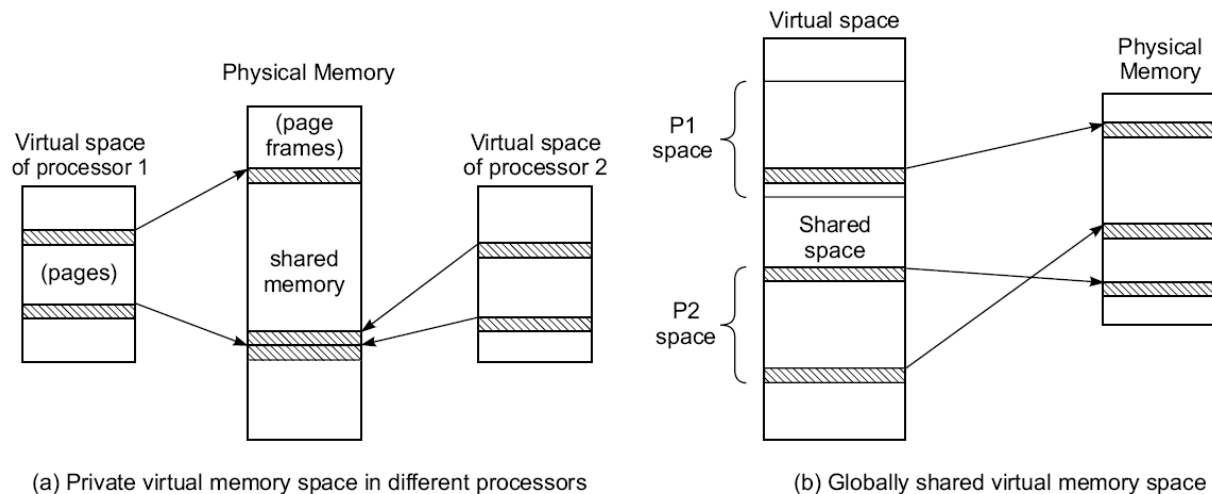 Physical Memory
(page
frames)
Virtual space
of processor 1
(pages)
shared
memory
Virtual space
of processor 2
(a) Private virtual memory space in different processors
Virtual space
P1
space
Shared
space
P2
space
Physical
Memory
(b) Globally shared virtual memory space